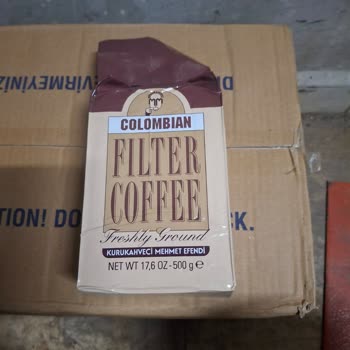 COLOMBIAN
FILTER
COFFEE
Freshly Ground
KURUKAHVECİ MEHMET EFENDİ
NET WT 17,6 OZ - 500 g ℮
TION! DO
K.